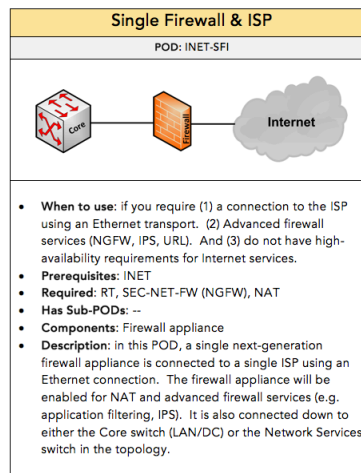 Single Firewall & ISP
POD: INET-SFI
Core
Firewall
Internet
• When to use: if you require (1) a connection to the ISP
using an Ethernet transport. (2) Advanced firewall
services (NGFW, IPS, URL). And (3) do not have high-
availability requirements for Internet services.
• Prerequisites: INET
• Required: RT, SEC-NET-FW (NGFW), NAT
• Has Sub-PODs: --
• Components: Firewall appliance
• Description: in this POD, a single next-generation
firewall appliance is connected to a single ISP using an
Ethernet connection. The firewall appliance will be
enabled for NAT and advanced firewall services (e.g.
application filtering, IPS). It is also connected down to
either the Core switch (LAN/DC) or the Network Services
switch in the topology.